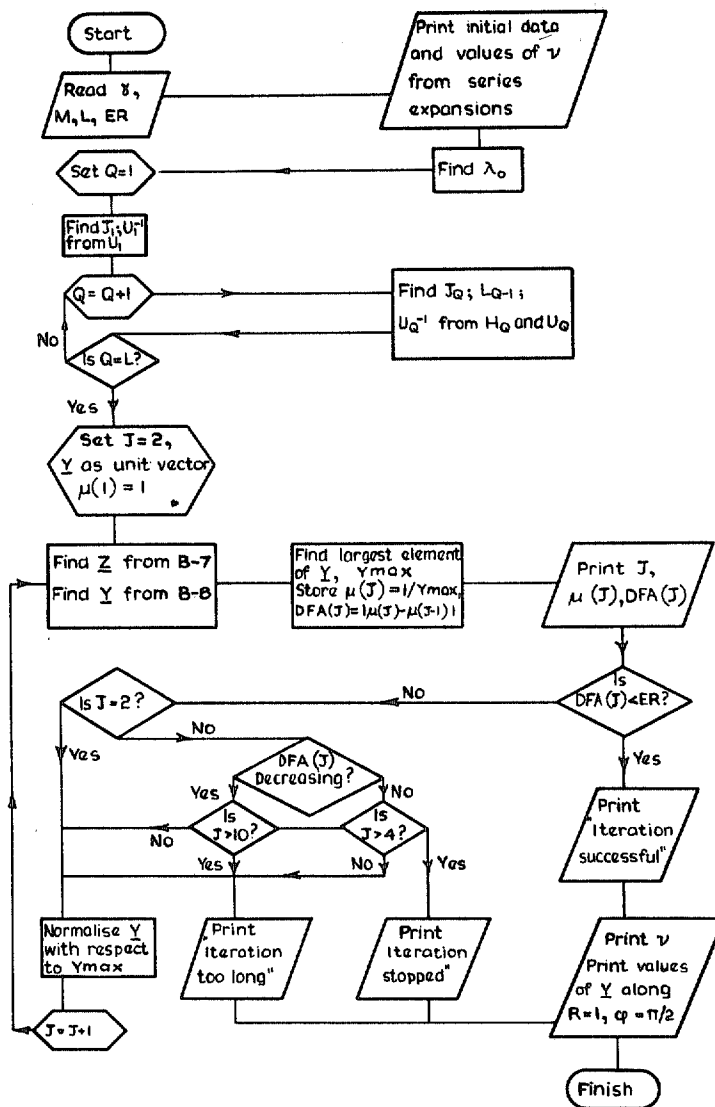 Start
Print initial data
and values of ν
from series
expansions
Read γ,
M, L, ER
Set Q=1
Find λ₀
Find J₁; U₁⁻¹
from U₁
Q = Q+1
Find J_Q; L_Q-1;
U_Q⁻¹ from H_Q and U_Q
No
Is Q=L?
Yes
Set J=2,
Y as unit vector
μ(1) = 1
Find Z from B-7
Find Y from B-8
Find largest element
of Y, Ymax
Store μ(J) = 1/Ymax,
DFA(J)=|μ(J)-μ(J-1)|
Print J,
μ(J), DFA(J)
Is
DFA(J)<ER?
No
Is J=2?
No
Yes
Yes
DFA(J)
Decreasing?
Yes
No
Is
J>10?
Is
J>4?
No
Yes
No
Yes
Print
"Iteration
successful"
Normalise Y
with respect
to Ymax
Print
"Iteration
too long"
Print
"Iteration
stopped"
Print ν
Print values
of Y along
R=1, φ=π/2
J=J+1
Finish